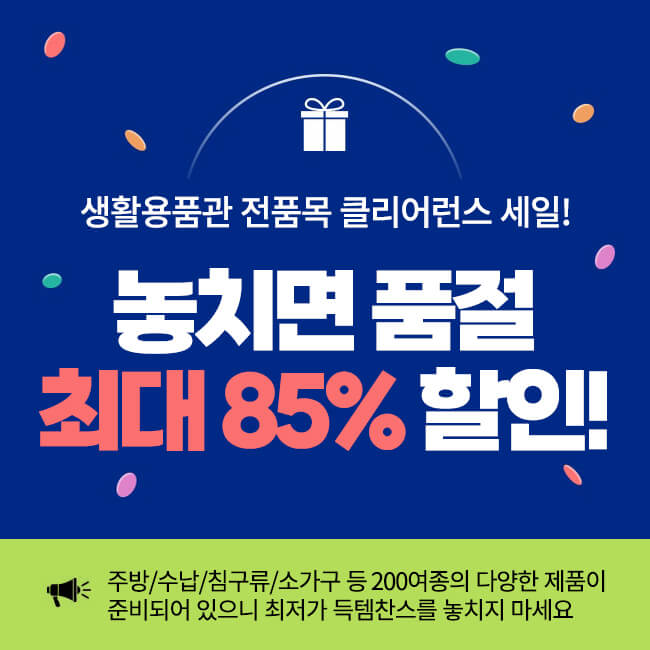 생활용품관 전품목 클리어런스 세일!
놓치면 품절
최대 85% 할인!
주방/수납/침구류/소가구 등 200여종의 다양한 제품이
준비되어 있으니 최저가 득템찬스를 놓치지 마세요